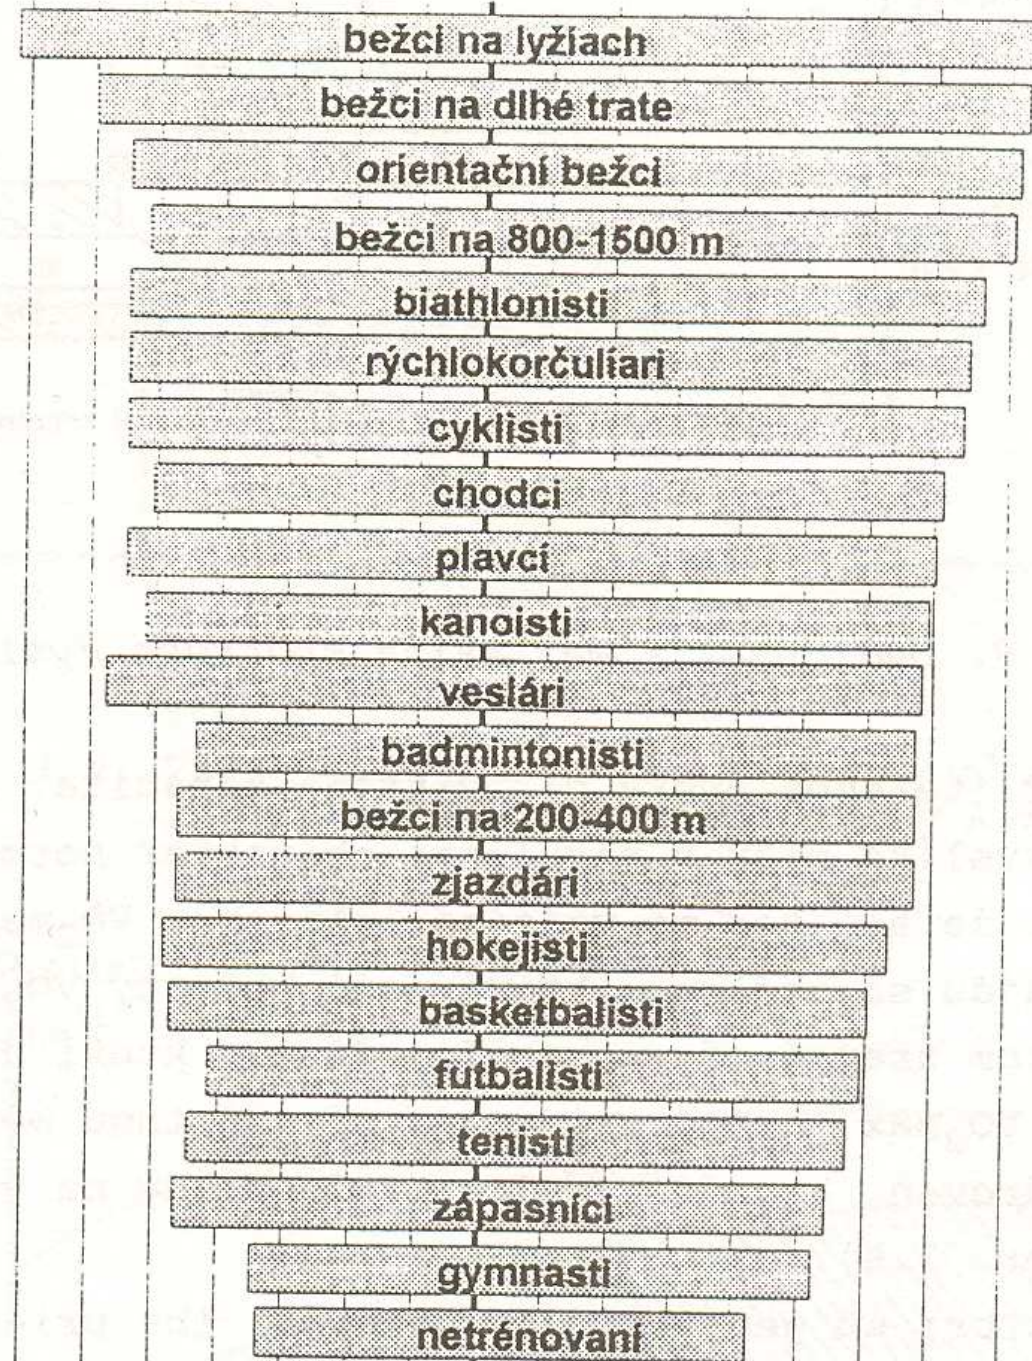 bežci na lyžiach
bežci na dlhé trate
orientační bežci
bežci na 800-1500 m
biathlonisti
rýchlokorčuliari
cyklisti
chodci
plavci
kanoisti
veslári
badmintonisti
bežci na 200-400 m
zjazdári
hokejisti
basketbalisti
futbalisti
tenisti
zápasníci
gymnasti
netrénovaní